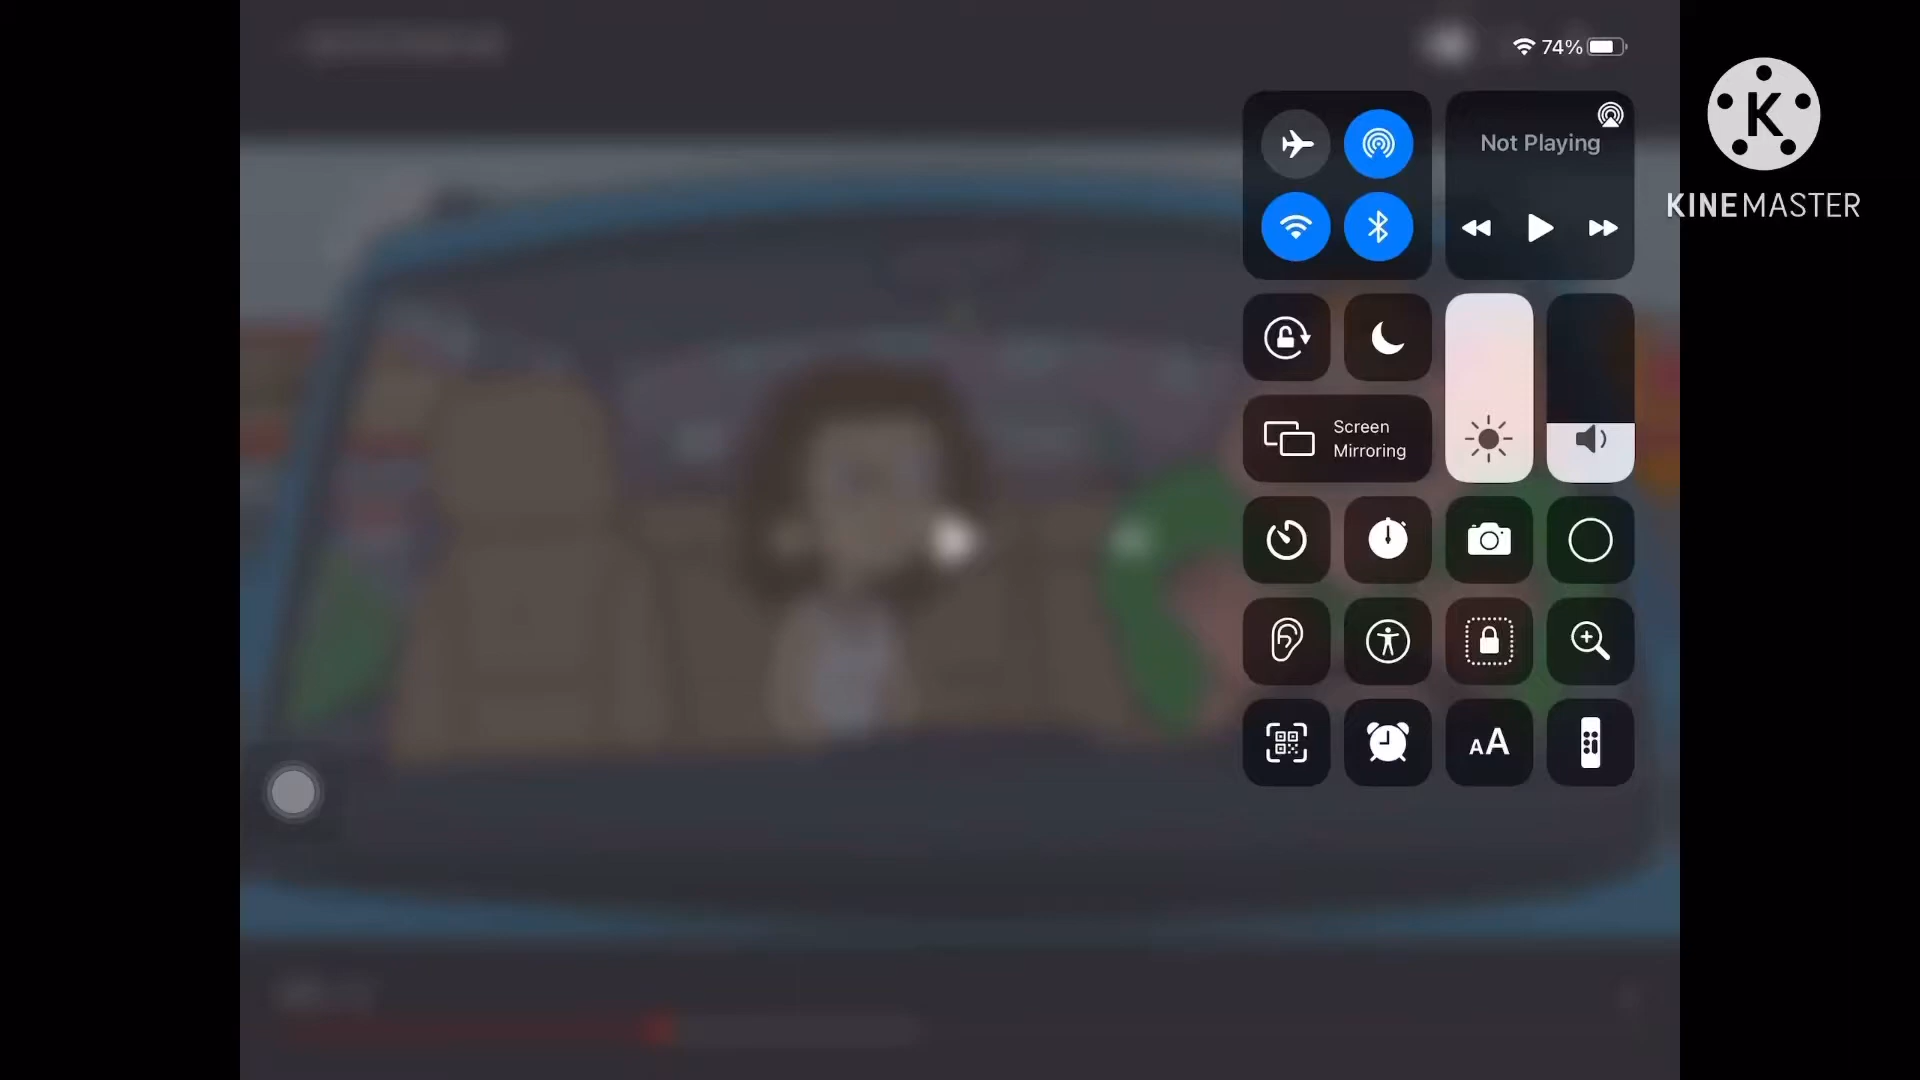 74%
Not Playing
K
KINEMASTER
Screen
Mirroring
AA